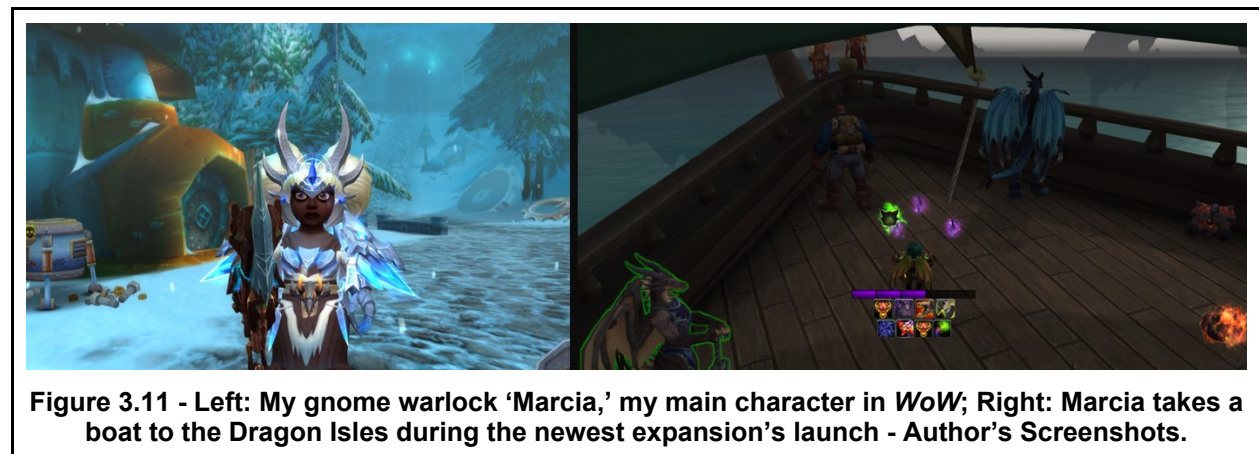 Figure 3.11 - Left: My gnome warlock ‘Marcia,’ my main character in WoW; Right: Marcia takes a
boat to the Dragon Isles during the newest expansion’s launch - Author’s Screenshots.